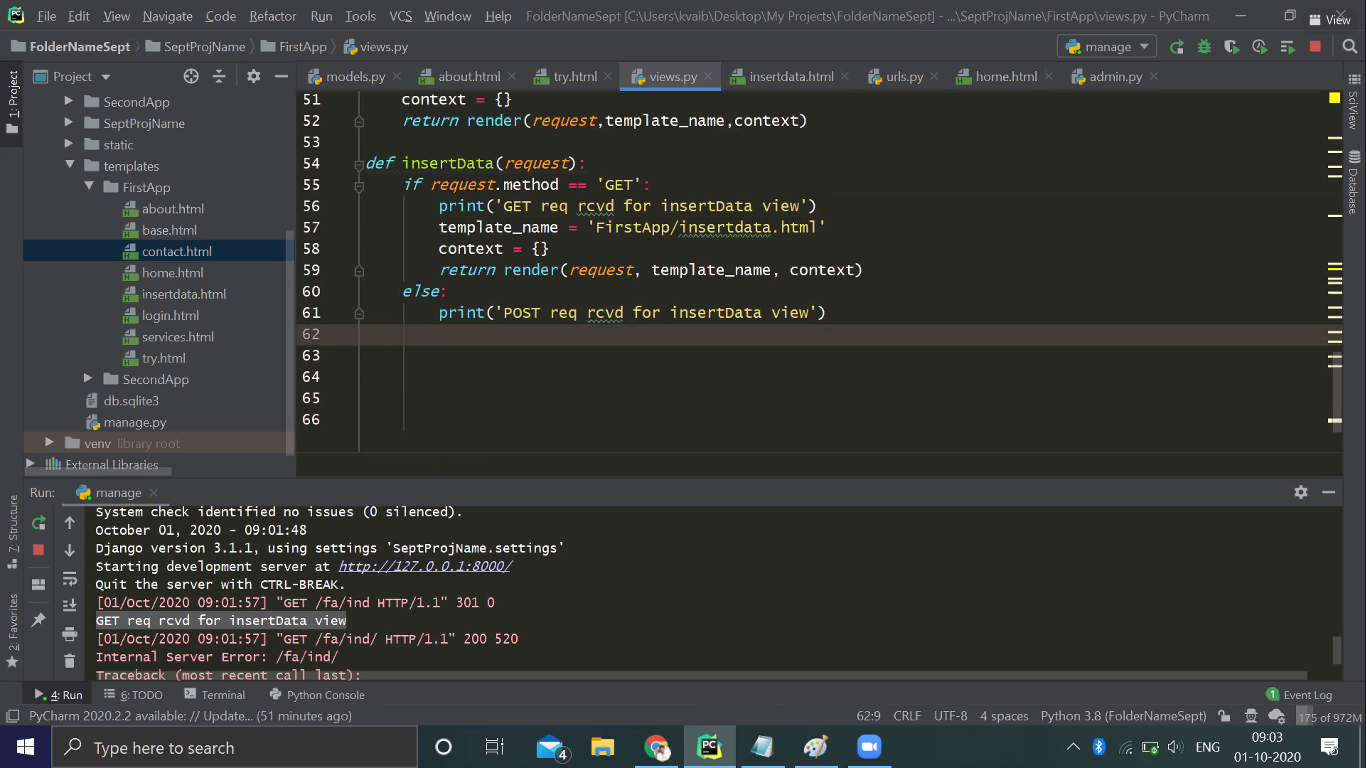 File Edit View Navigate Code Refactor Run Tools VCS Window Help FolderNameSept [C:\Users\kvaib\Desktop\My Projects\FolderNameSept] - ...\SeptProjName\FirstApp\views.py - PyCharm View
FolderNameSept SeptProjName FirstApp views.py manage
1: Project Project models.py about.html try.html views.py insertdata.html urls.py home.html admin.py
SecondApp
SeptProjName
static
templates
FirstApp
about.html
base.html
contact.html
home.html
insertdata.html
login.html
services.html
try.html
SecondApp
db.sqlite3
manage.py
venv library root
External Libraries
51 context = {}
52 return render(request,template_name,context)
53
54 def insertData(request):
55 if request.method == 'GET':
56 print('GET req rcvd for insertData view')
57 template_name = 'FirstApp/insertdata.html'
58 context = {}
59 return render(request, template_name, context)
60 else:
61 print('POST req rcvd for insertData view')
62
63
64
65
66
SciView
Database
Run: manage
System check identified no issues (0 silenced).
October 01, 2020 - 09:01:48
Django version 3.1.1, using settings 'SeptProjName.settings'
Starting development server at http://127.0.0.1:8000/
Quit the server with CTRL-BREAK.
[01/Oct/2020 09:01:57] "GET /fa/ind HTTP/1.1" 301 0
GET req rcvd for insertData view
[01/Oct/2020 09:01:57] "GET /fa/ind/ HTTP/1.1" 200 520
Internal Server Error: /fa/ind/
Traceback (most recent call last):
7: Structure
2: Favorites
4: Run 6: TODO Terminal Python Console 1 Event Log
PyCharm 2020.2.2 available: // Update... (51 minutes ago) 62:9 CRLF UTF-8 4 spaces Python 3.8 (FolderNameSept) 175 of 972M
Type here to search 4 ENG 09:03
01-10-2020